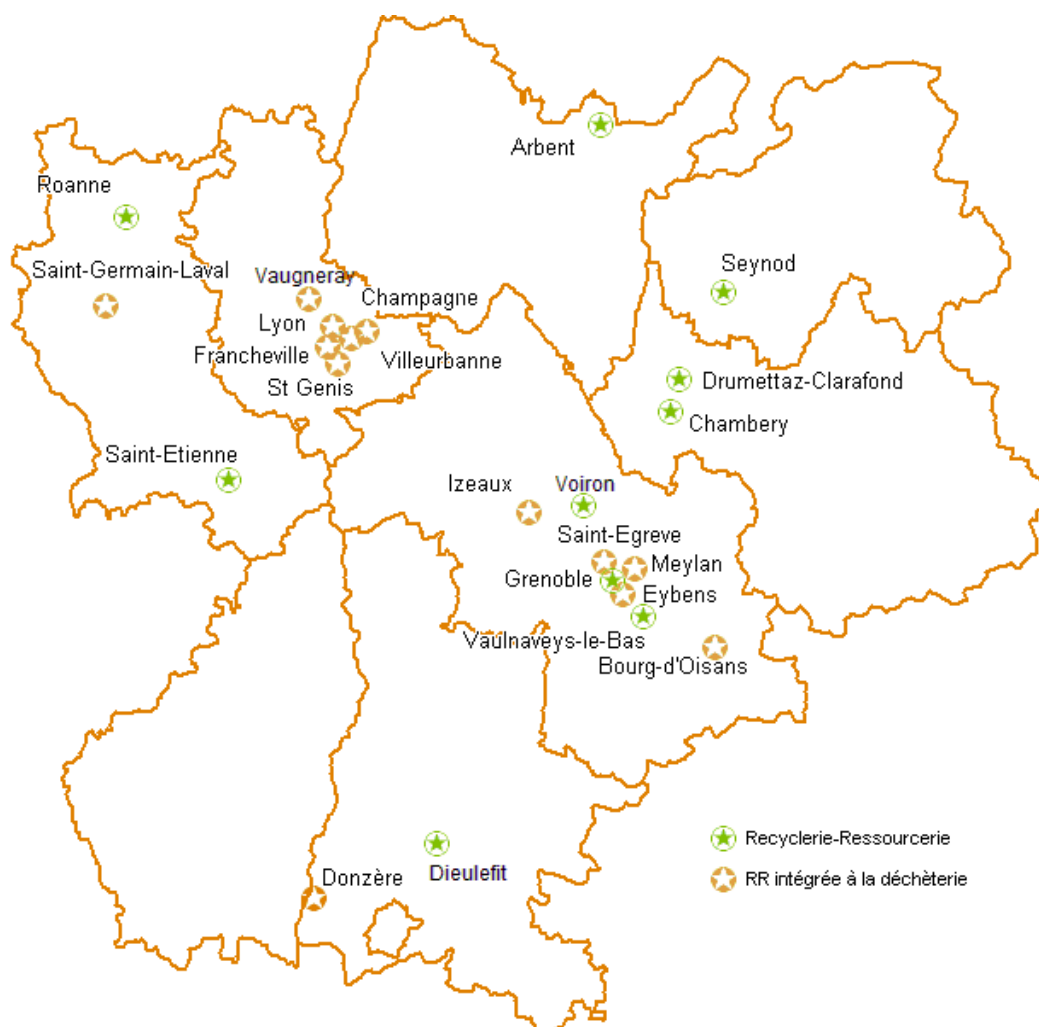 Arbent
Roanne
Saint-Germain-Laval
Vaugneray
Seynod
Champagne
Lyon
Francheville
Villeurbanne
St Genis
Drumettaz-Clarafond
Chambery
Saint-Etienne
Izeaux
Voiron
Saint-Egreve
Meylan
Grenoble
Eybens
Vaulnaveys-le-Bas
Bourg-d'Oisans
Recyclerie-Ressourcerie
Dieulefit
Donzère
RR intégrée à la déchèterie